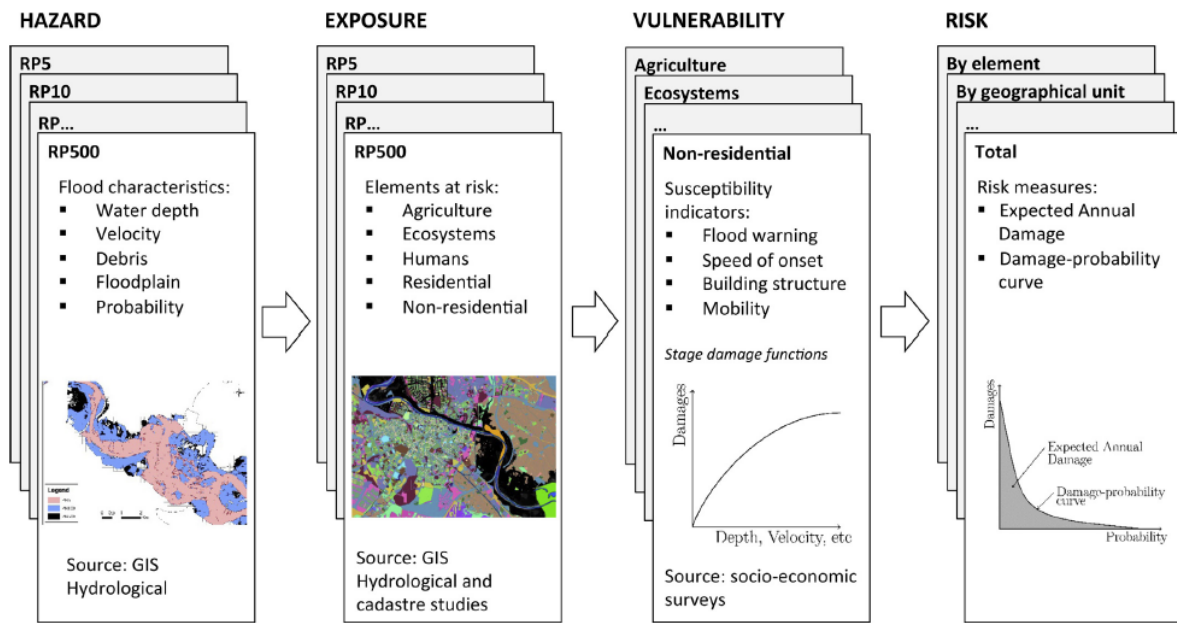 HAZARD
RP5
RP10
RP...
RP500
Flood characteristics:
▪ Water depth
▪ Velocity
▪ Debris
▪ Floodplain
▪ Probability
Legend
Source: GIS
Hydrological
EXPOSURE
RP5
RP10
RP...
RP500
Elements at risk:
▪ Agriculture
▪ Ecosystems
▪ Humans
▪ Residential
▪ Non-residential
Source: GIS
Hydrological and
cadastre studies
VULNERABILITY
Agriculture
Ecosystems
...
Non-residential
Susceptibility
indicators:
▪ Flood warning
▪ Speed of onset
▪ Building structure
▪ Mobility
Stage damage functions
Damages
Depth, Velocity, etc
Source: socio-economic
surveys
RISK
By element
By geographical unit
...
Total
Risk measures:
▪ Expected Annual
Damage
▪ Damage-probability
curve
Damages
Expected Annual
Damage
Damage-probability
curve
Probability